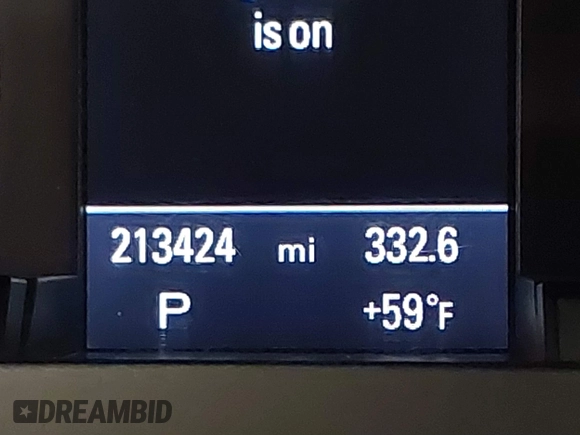 is on
213424 mi 332.6
P +59°F
DREAMBID